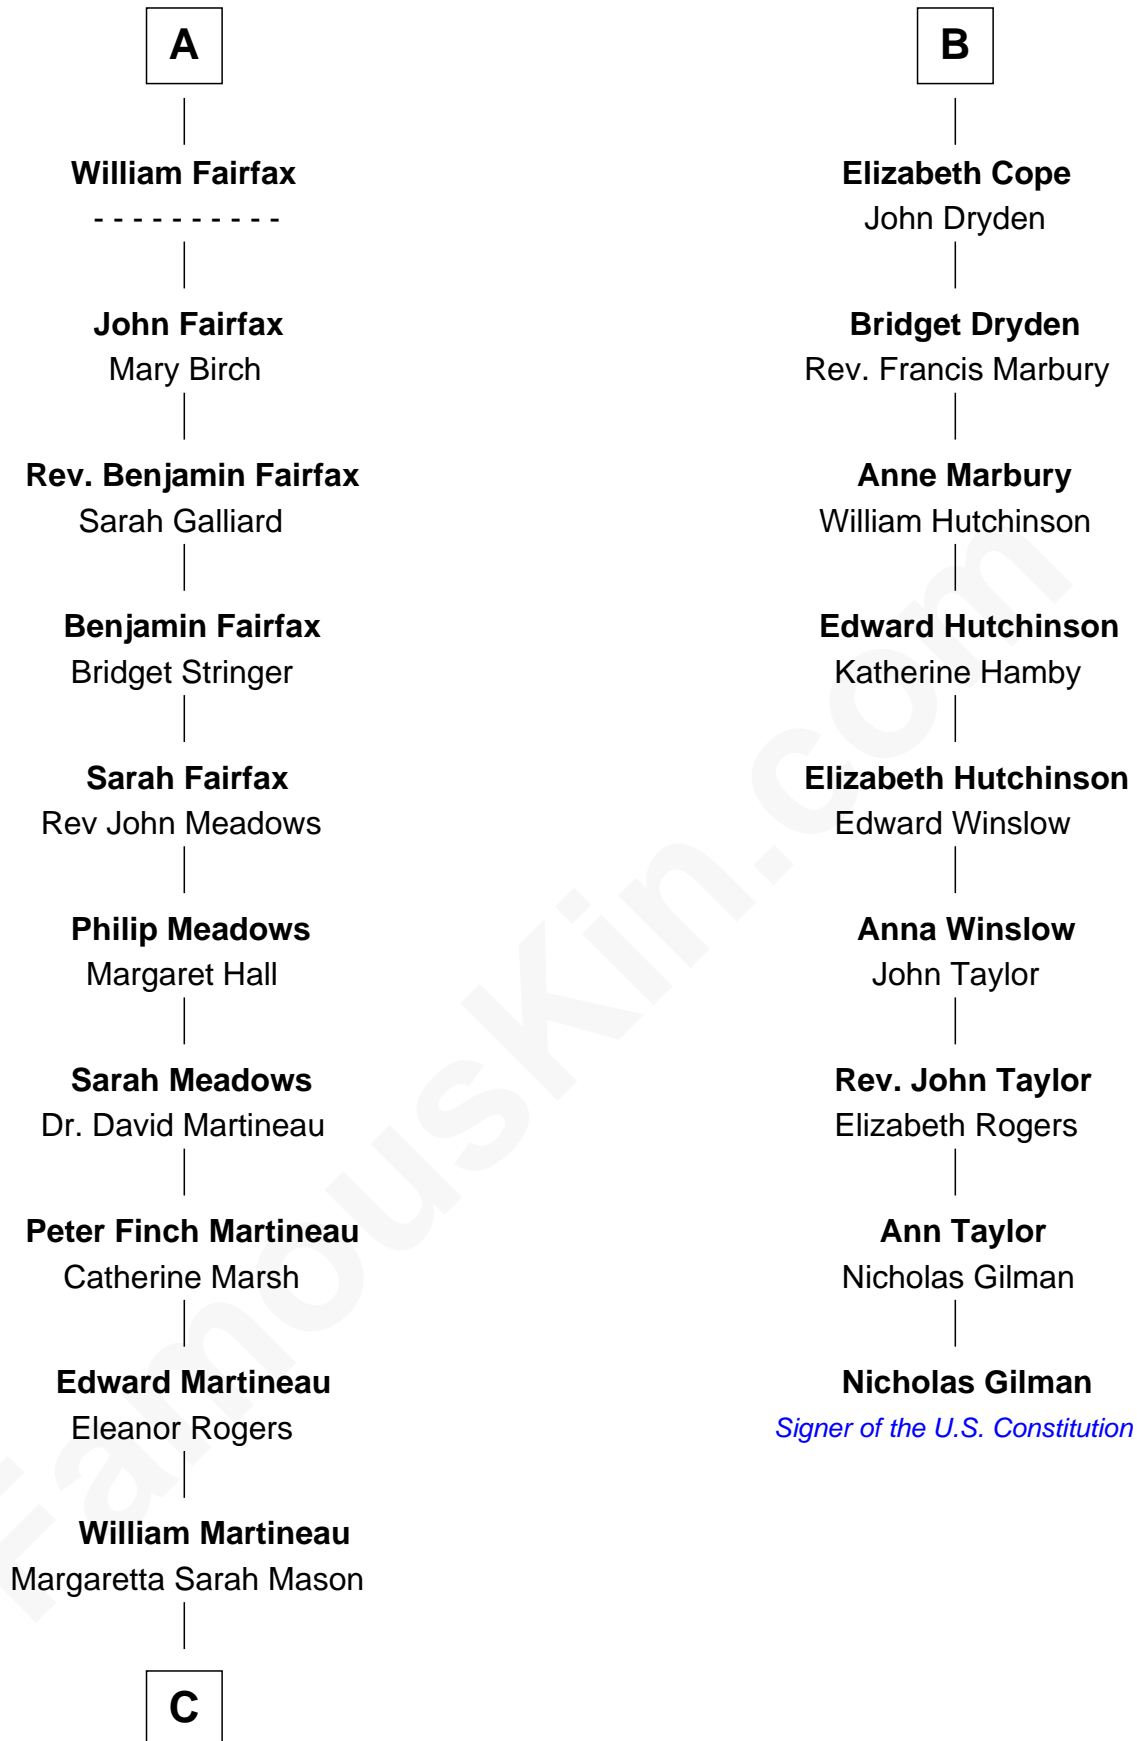 A
William Fairfax
- - - - - - - - - -
John Fairfax
Mary Birch
Rev. Benjamin Fairfax
Sarah Galliard
Benjamin Fairfax
Bridget Stringer
Sarah Fairfax
Rev John Meadows
Philip Meadows
Margaret Hall
Sarah Meadows
Dr. David Martineau
Peter Finch Martineau
Catherine Marsh
Edward Martineau
Eleanor Rogers
William Martineau
Margaretta Sarah Mason
C
B
Elizabeth Cope
John Dryden
Bridget Dryden
Rev. Francis Marbury
Anne Marbury
William Hutchinson
Edward Hutchinson
Katherine Hamby
Elizabeth Hutchinson
Edward Winslow
Anna Winslow
John Taylor
Rev. John Taylor
Elizabeth Rogers
Ann Taylor
Nicholas Gilman
Nicholas Gilman
Signer of the U.S. Constitution
FamousKin.com